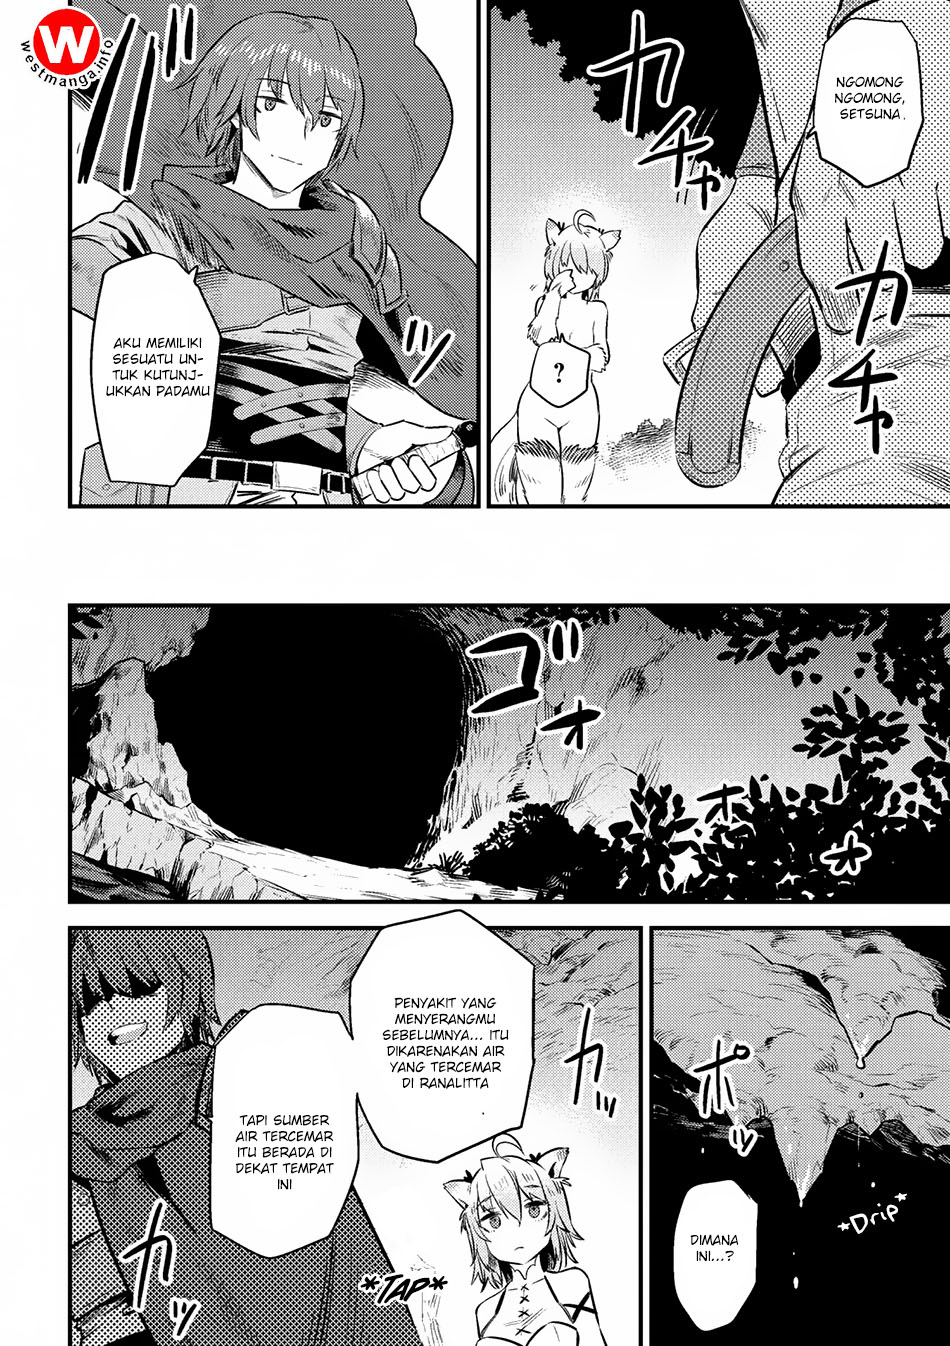 W
westmanga.info
NGOMONG
NGOMONG,
SETSUNA.
カチャ
カチャ
?
AKU MEMILIKI
SESUATU UN-
TUK KUTUNJ-
UKKAN PADAMU
ッ
ゴォ
ォォ
ポ
ッ
*Drip*
DIMANA
INI...?
PENYAKIT YANG
MENYERANGMU
SEBELUMNYA... ITU
DIKARENAKAN AIR
YANG TERCEMAR
DI RANALITTA
カッ
TAPI SUMBER
AIR TERCEMAR
ITU BERADA DI
DEKAT TEMPAT
INI
*TAP*
カッ